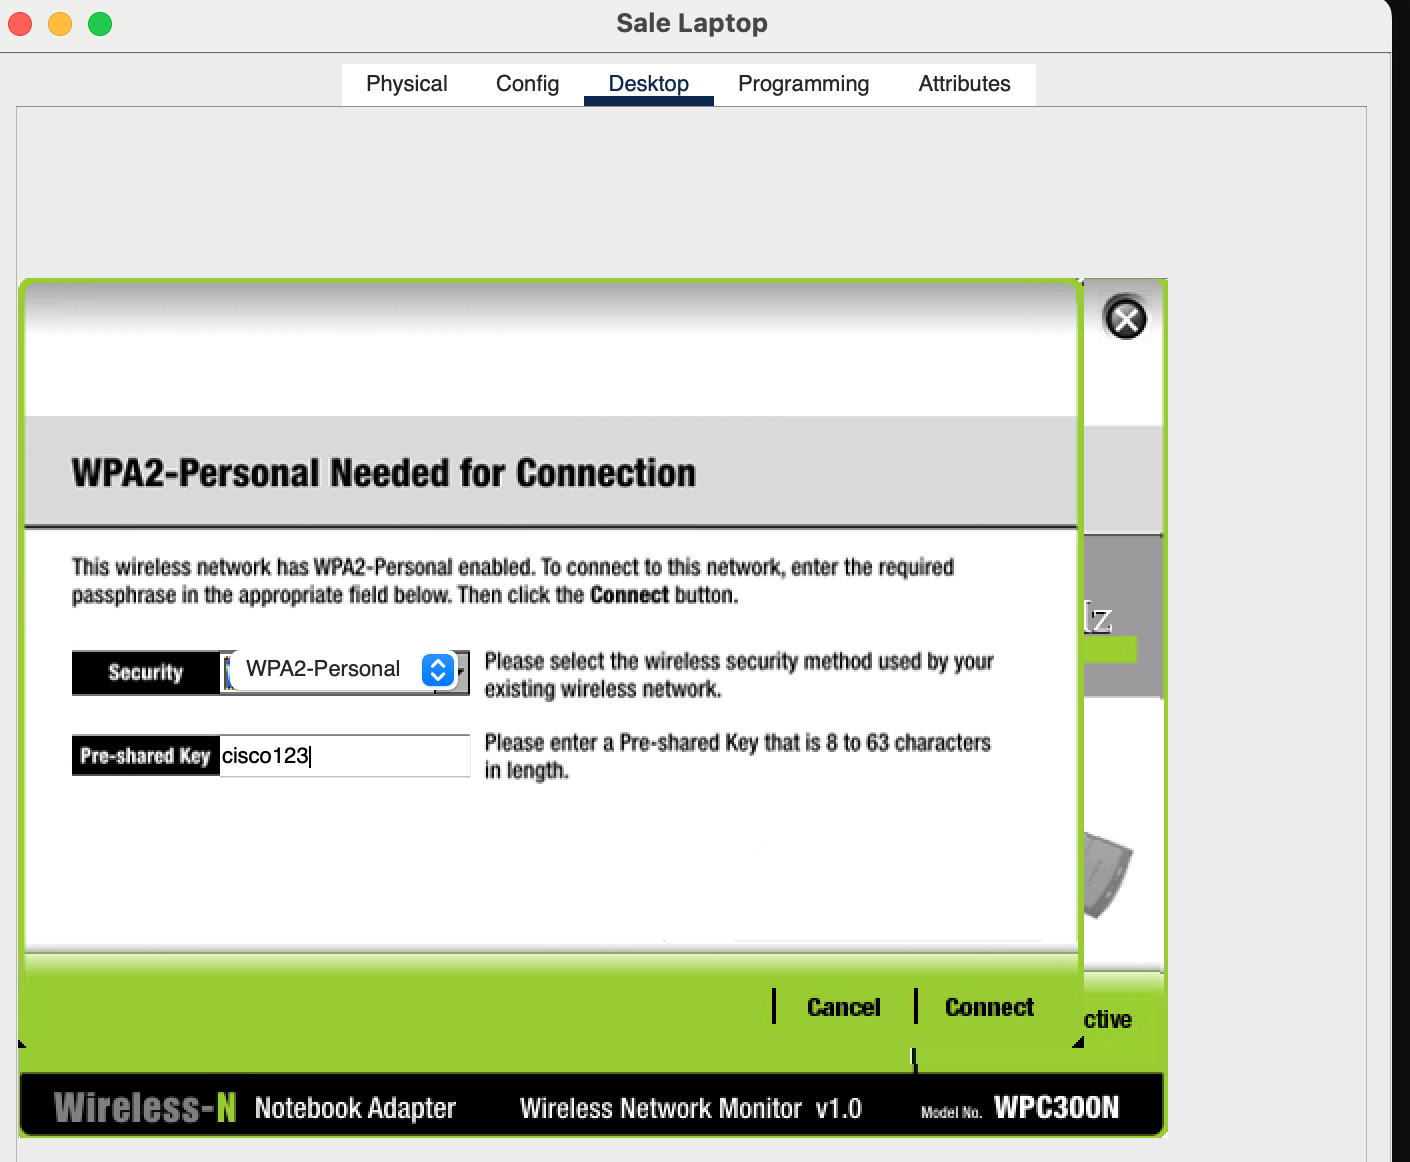 Sale Laptop
Physical Config Desktop Programming Attributes
WPA2-Personal Needed for Connection
This wireless network has WPA2-Personal enabled. To connect to this network, enter the required
passphrase in the appropriate field below. Then click the Connect button.
Security WPA2-Personal Please select the wireless security method used by your
existing wireless network.
Pre-shared Key cisco123 Please enter a Pre-shared Key that is 8 to 63 characters
in length.
Cancel Connect
ctive
Wireless-N Notebook Adapter Wireless Network Monitor v1.0 Model No. WPC300N